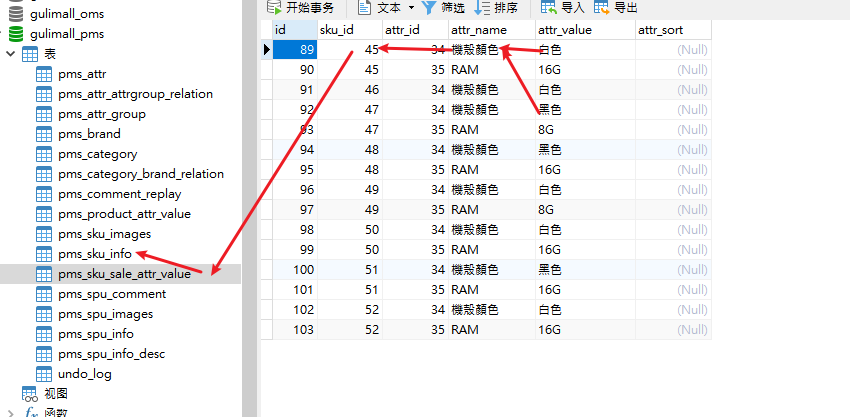 gulimall_oms
gulimall_pms
表
pms_attr
pms_attr_attrgroup_relation
pms_attr_group
pms_brand
pms_category
pms_category_brand_relation
pms_comment_replay
pms_product_attr_value
pms_sku_images
pms_sku_info
pms_sku_sale_attr_value
pms_spu_comment
pms_spu_images
pms_spu_info
pms_spu_info_desc
undo_log
视图
fx 函数
开始事务 文本 筛选 排序 导入 导出
id sku_id attr_id attr_name attr_value attr_sort
89 45 34 機殼顏色 白色 (Null)
90 45 35 RAM 16G (Null)
91 46 34 機殼顏色 白色 (Null)
92 47 34 機殼顏色 黑色 (Null)
93 47 35 RAM 8G (Null)
94 48 34 機殼顏色 黑色 (Null)
95 48 35 RAM 16G (Null)
96 49 34 機殼顏色 白色 (Null)
97 49 35 RAM 8G (Null)
98 50 34 機殼顏色 白色 (Null)
99 50 35 RAM 16G (Null)
100 51 34 機殼顏色 黑色 (Null)
101 51 35 RAM 16G (Null)
102 52 34 機殼顏色 白色 (Null)
103 52 35 RAM 16G (Null)